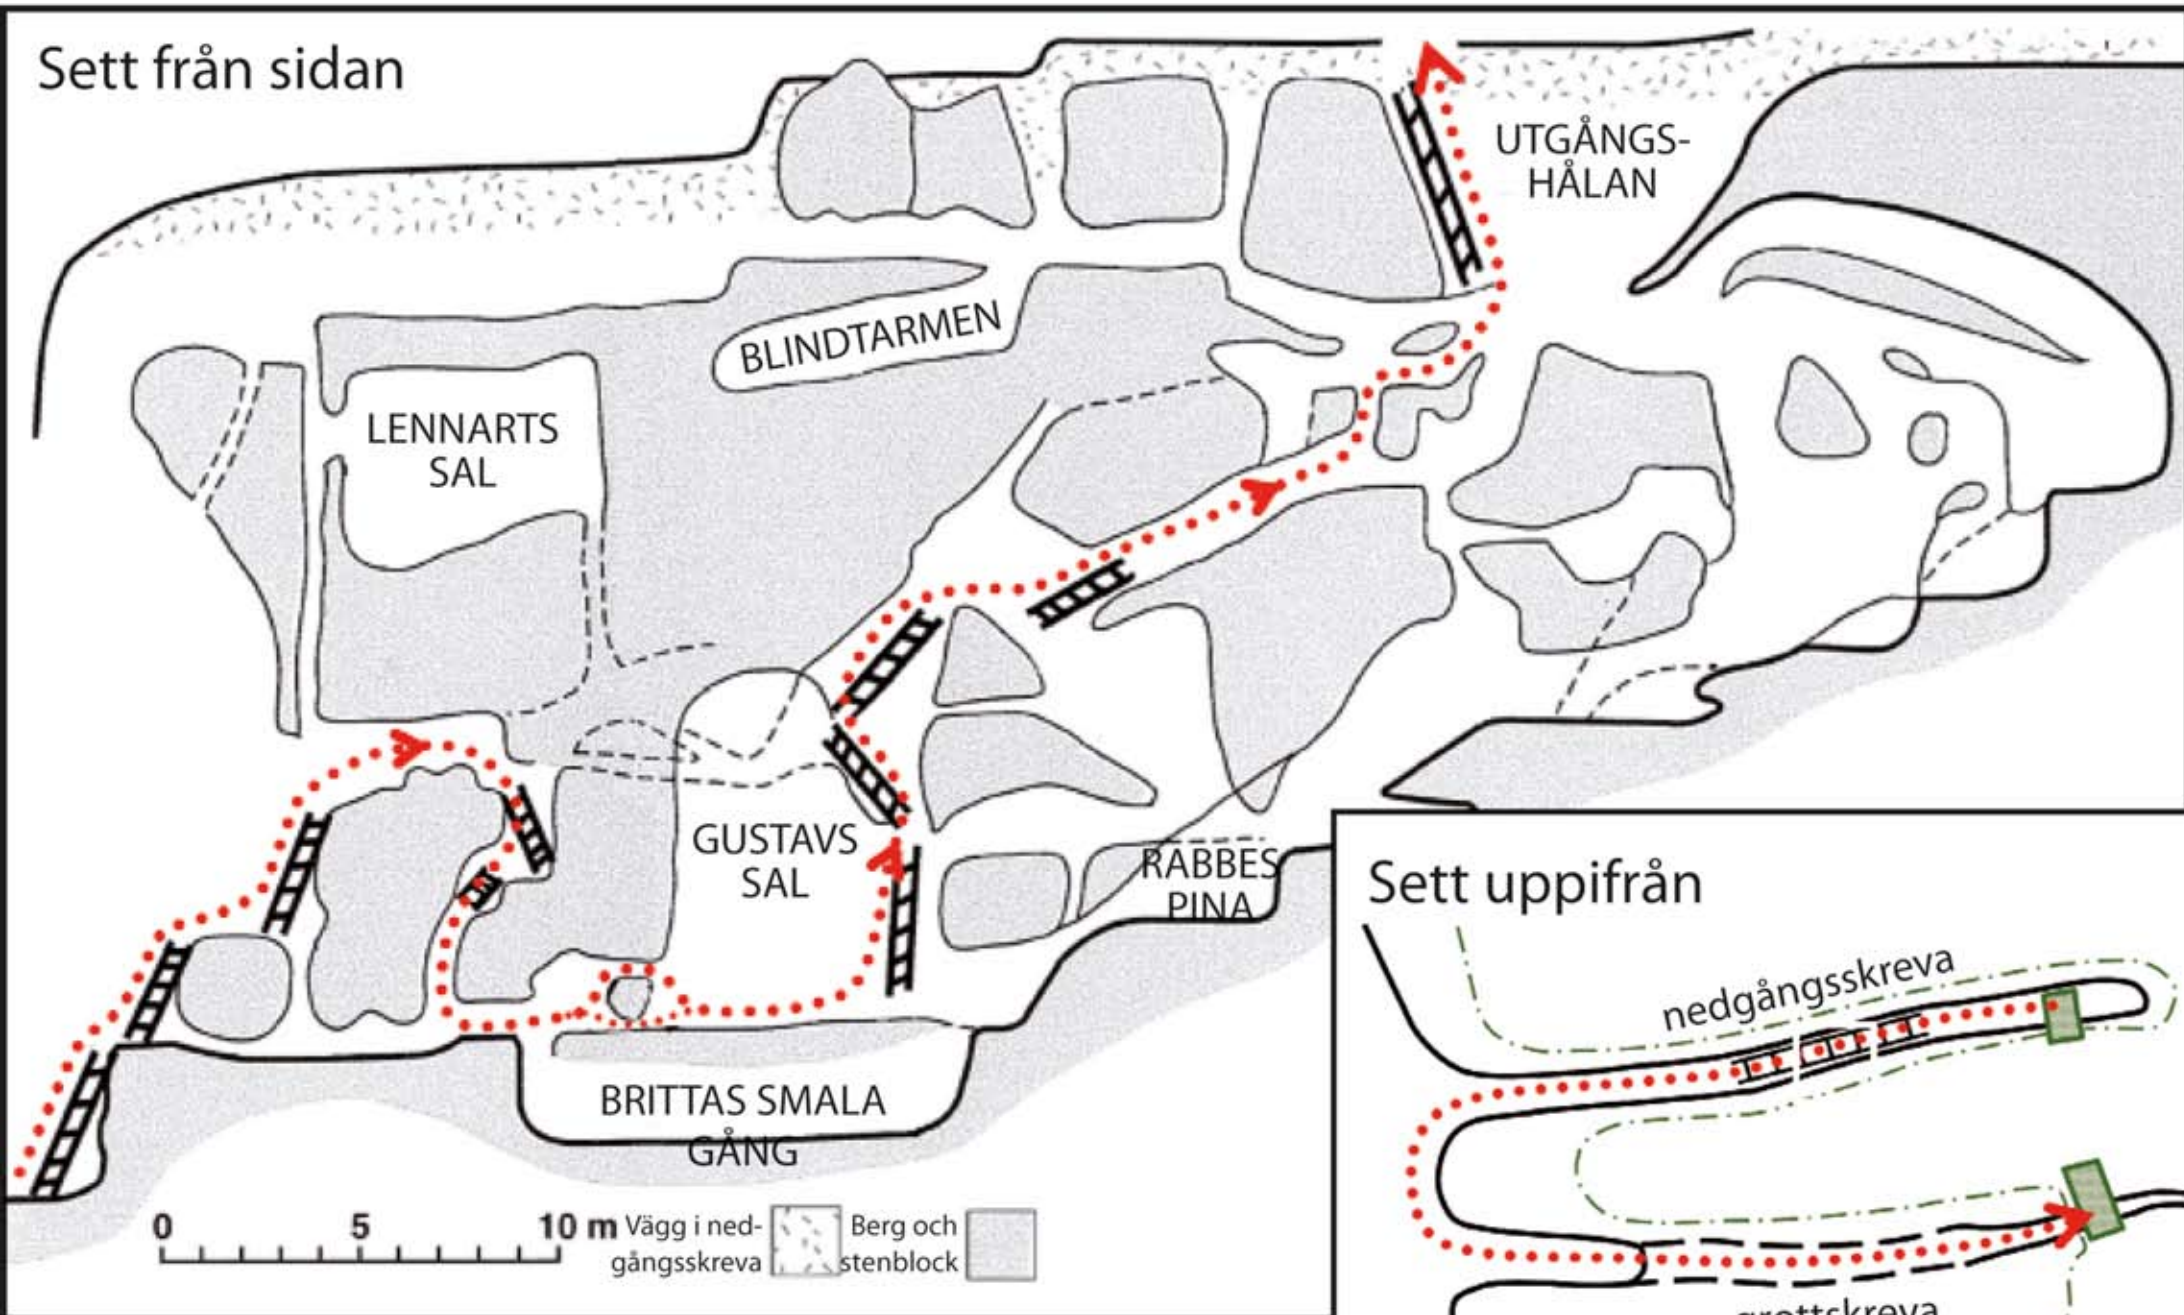 Sett från sidan
UTGÅNGS-
HÅLAN
BLINDTARMEN
LENNARTS
SAL
GUSTAVS
SAL
RABBES
PINA
BRITTAS SMALA
GÅNG
0 5 10 m
Vägg i ned-
gångsskreva
Berg och
stenblock
Sett uppifrån
nedgångsskreva
grottskreva